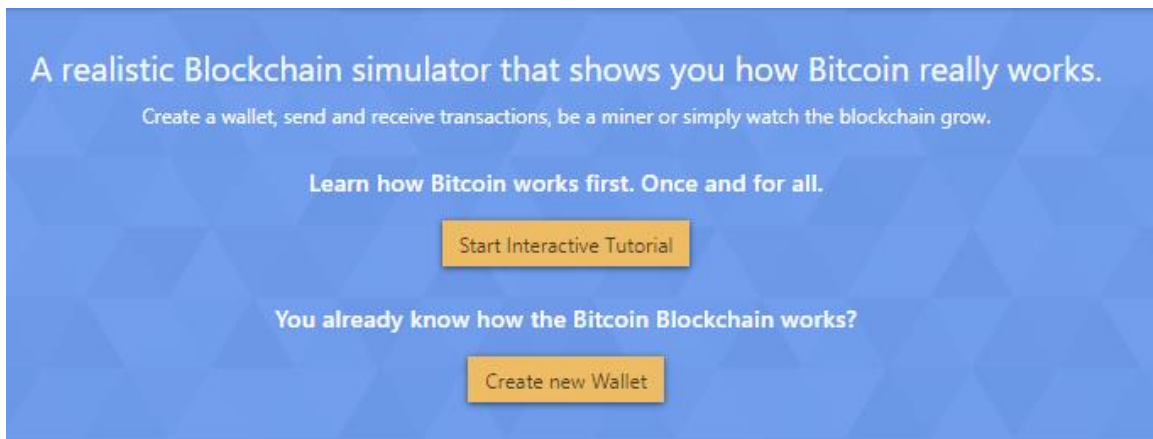 A realistic Blockchain simulator that shows you how Bitcoin really works.
Create a wallet, send and receive transactions, be a miner or simply watch the blockchain grow.
Learn how Bitcoin works first. Once and for all.
Start Interactive Tutorial
You already know how the Bitcoin Blockchain works?
Create new Wallet